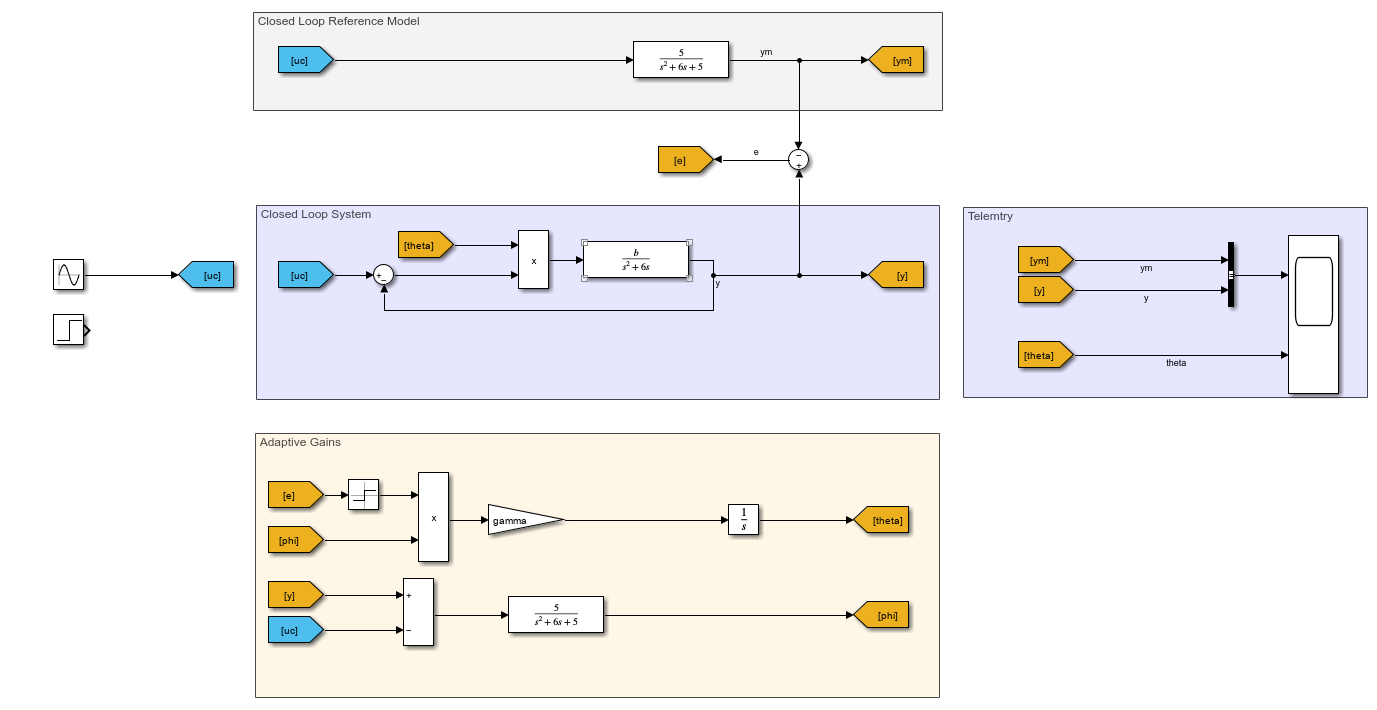 Closed Loop Reference Model
[uc]
5
s² + 6s + 5
ym
[ym]
[e]
e
−
+
Closed Loop System
[theta]
[uc]
[uc]
+
−
x
b
s² + 6s
y
[y]
Telemtry
[ym]
ym
[y]
y
[theta]
theta
Adaptive Gains
[e]
[phi]
x
gamma
1
s
[theta]
[y]
[uc]
+
−
5
s² + 6s + 5
[phi]